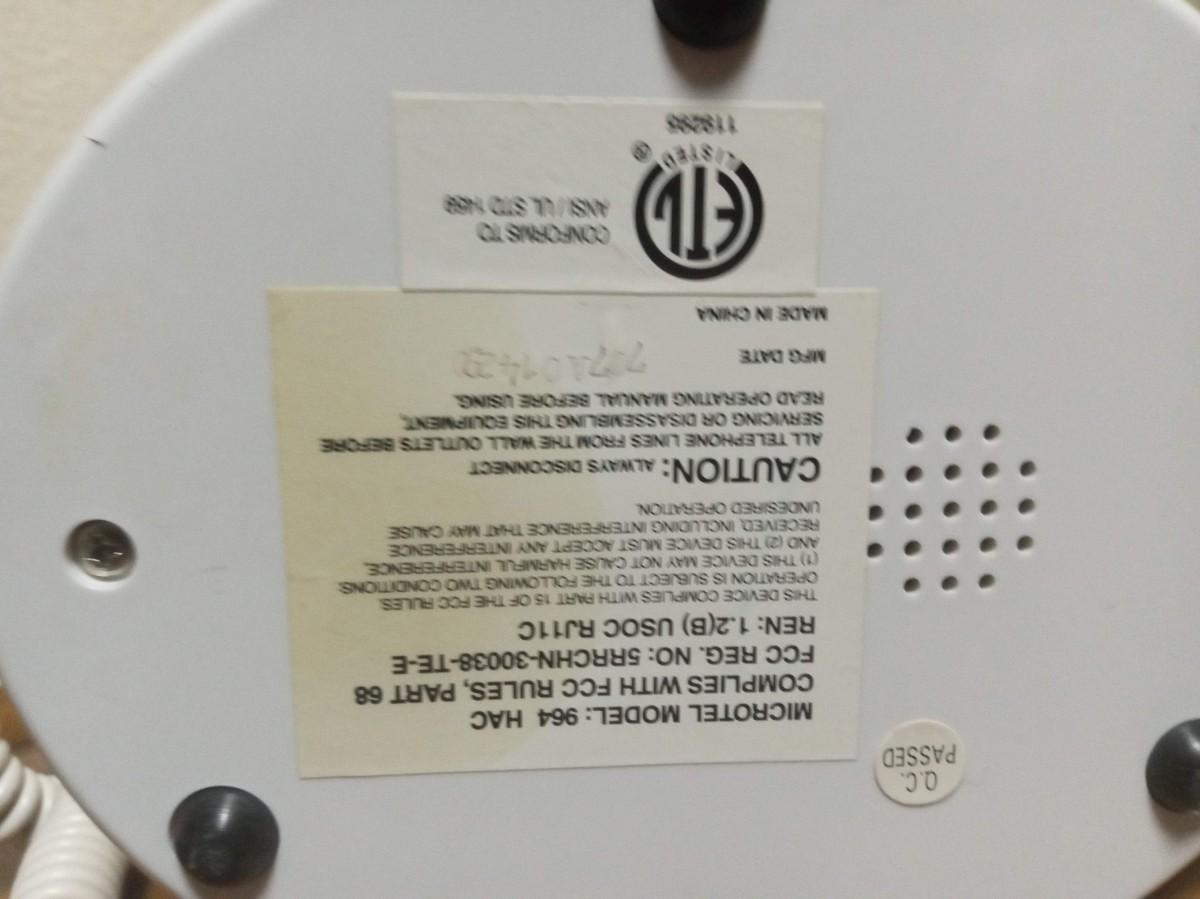 MICROTEL MODEL: 964 HAC
COMPLIES WITH FCC RULES, PART 68
FCC REG. NO: 5RRCHN-30038-TE-E
REN: 1.2(B) USOC RJ11C
THIS DEVICE COMPLIES WITH PART 15 OF THE FCC RULES.
OPERATION IS SUBJECT TO THE FOLLOWING TWO CONDITIONS:
(1) THIS DEVICE MAY NOT CAUSE HARMFUL INTERFERENCE,
AND (2) THIS DEVICE MUST ACCEPT ANY INTERFERENCE
RECEIVED, INCLUDING INTERFERENCE THAT MAY CAUSE
UNDESIRED OPERATION.
CAUTION: ALWAYS DISCONNECT
ALL TELEPHONE LINES FROM THE WALL OUTLETS BEFORE
SERVICING OR DISASSEMBLING THIS EQUIPMENT,
READ OPERATING MANUAL BEFORE USING.
MFG DATE
MADE IN CHINA
Q.C.
PASSED
ETL
LISTED ®
CONFORMS TO
ANSI / UL STD 1459
119295